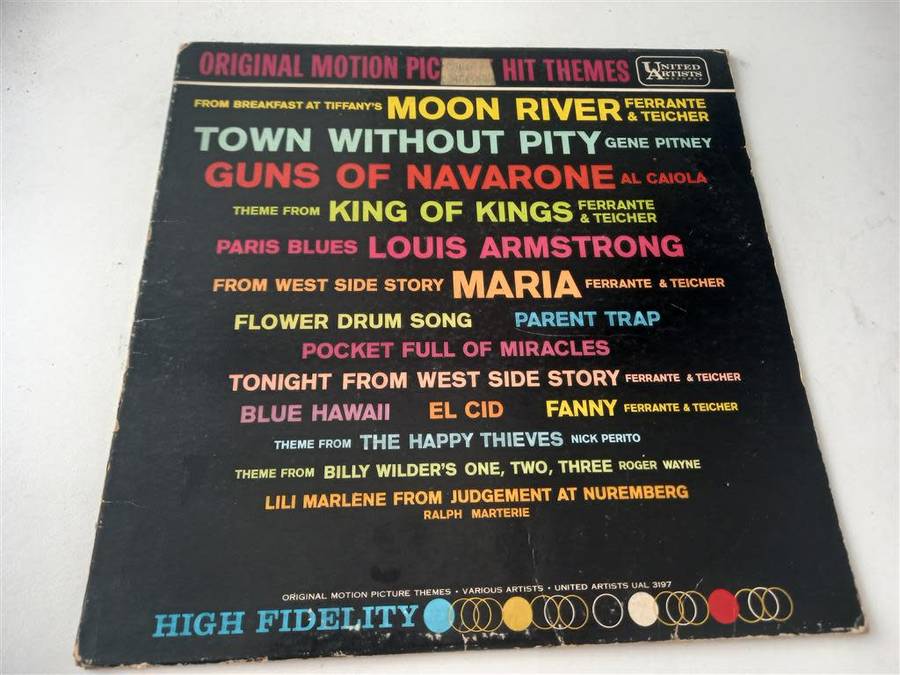 ORIGINAL MOTION PIC HIT THEMES UNITED ARTISTS RECORDS
FROM BREAKFAST AT TIFFANY'S MOON RIVER FERRANTE & TEICHER
TOWN WITHOUT PITY GENE PITNEY
GUNS OF NAVARONE AL CAIOLA
THEME FROM KING OF KINGS FERRANTE & TEICHER
PARIS BLUES LOUIS ARMSTRONG
FROM WEST SIDE STORY MARIA FERRANTE & TEICHER
FLOWER DRUM SONG PARENT TRAP
POCKET FULL OF MIRACLES
TONIGHT FROM WEST SIDE STORY FERRANTE & TEICHER
BLUE HAWAII EL CID FANNY FERRANTE & TEICHER
THEME FROM THE HAPPY THIEVES NICK PERITO
THEME FROM BILLY WILDER'S ONE, TWO, THREE ROGER WAYNE
LILI MARLENE FROM JUDGEMENT AT NUREMBERG
RALPH MARTERIE
ORIGINAL MOTION PICTURE THEMES • VARIOUS ARTISTS • UNITED ARTISTS UAL 3197
HIGH FIDELITY